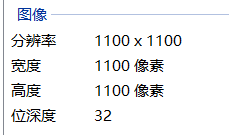 图像
分辨率 1100 x 1100
宽度 1100 像素
高度 1100 像素
位深度 32